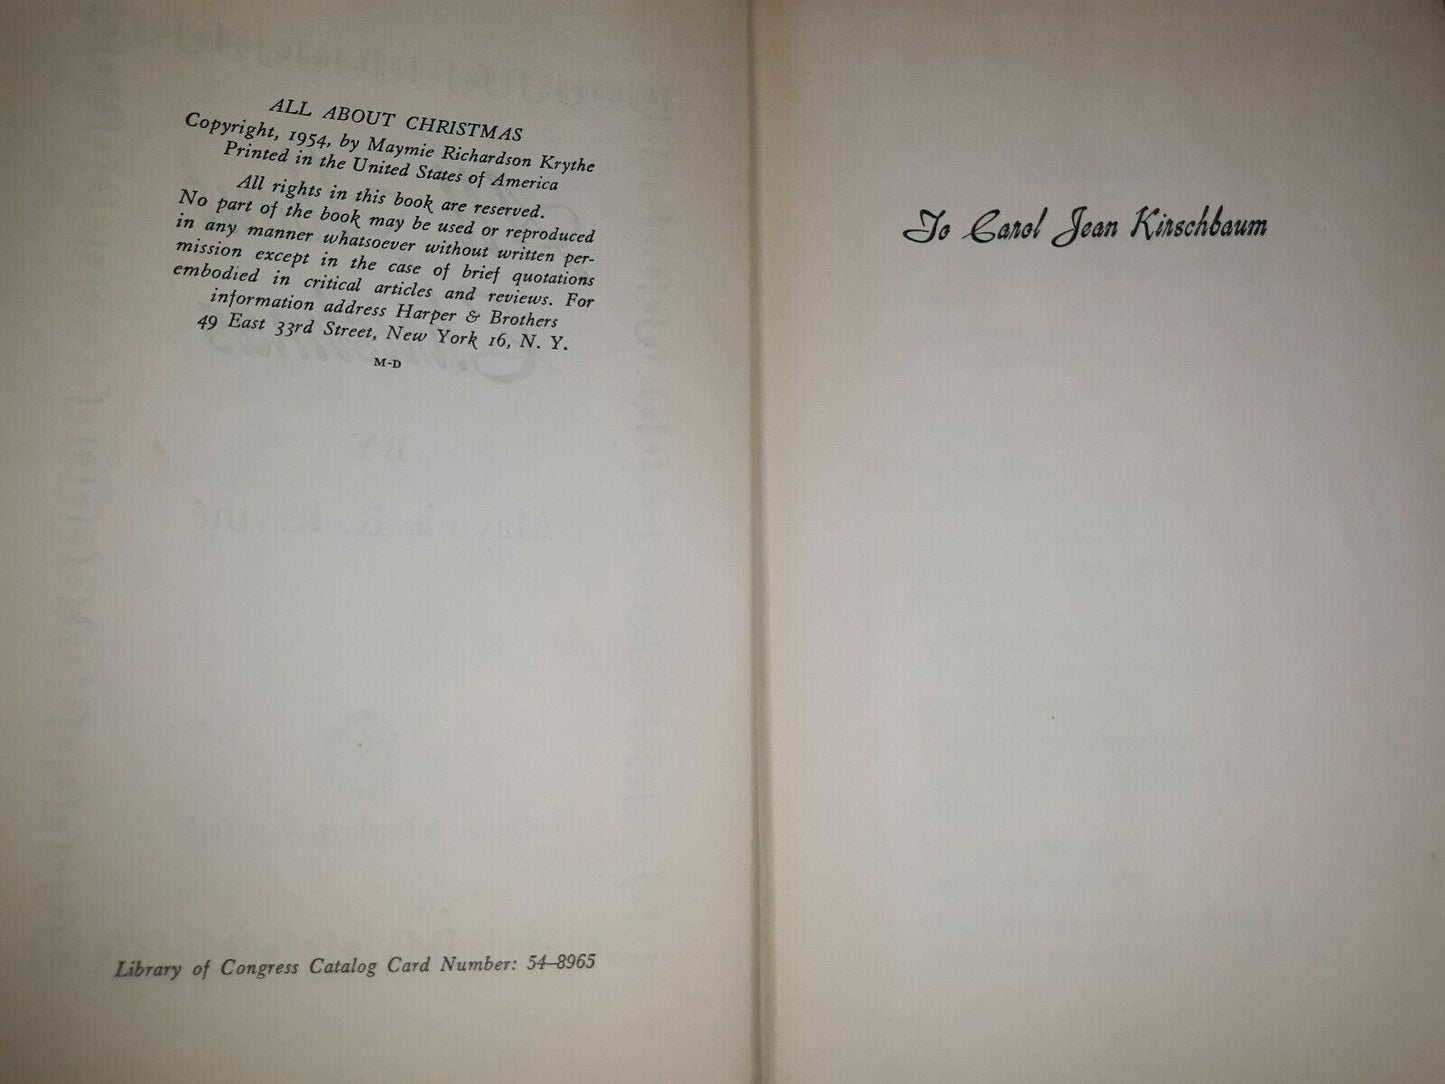 ALL ABOUT CHRISTMAS
Copyright, 1954, by Maymie Richardson Krythe
Printed in the United States of America
All rights in this book are reserved.
No part of the book may be used or reproduced
in any manner whatsoever without written per-
mission except in the case of brief quotations
embodied in critical articles and reviews. For
information address Harper & Brothers
49 East 33rd Street, New York 16, N. Y.
M-D
BY
Maymie R. Krythe
Library of Congress Catalog Card Number: 54–8965
To Carol Jean Kirschbaum